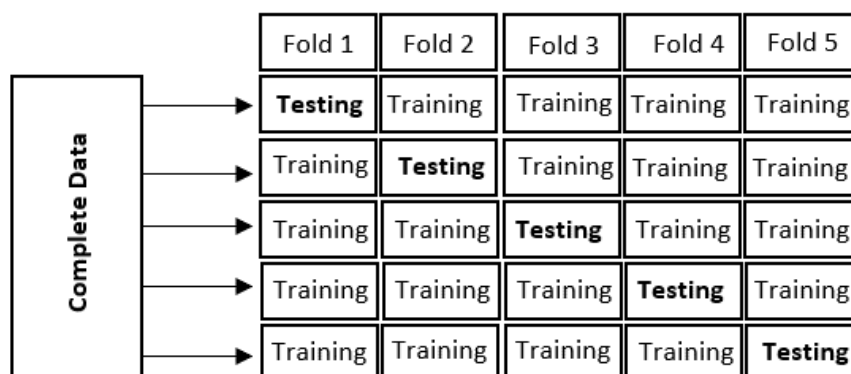 Fold 1 Fold 2 Fold 3 Fold 4 Fold 5
Complete Data
Testing Training Training Training Training
Training Testing Training Training Training
Training Training Testing Training Training
Training Training Training Testing Training
Training Training Training Training Testing